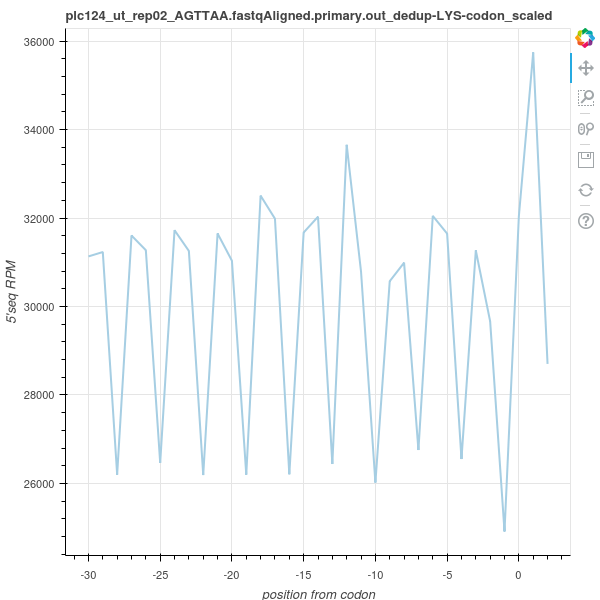 plc124_ut_rep02_AGTTAA.fastqAligned.primary.out_dedup-LYS-codon_scaled
36000
34000
32000
30000
28000
26000
5'seq RPM
-30 -25 -20 -15 -10 -5 0
position from codon